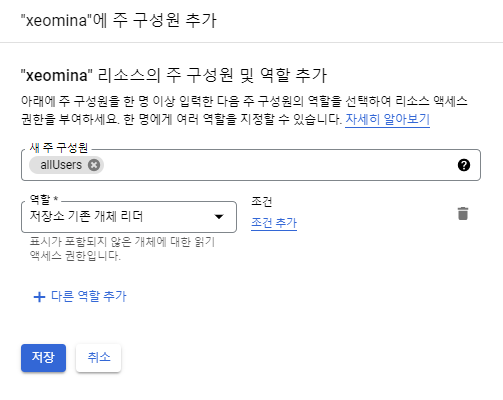 "xeomina"에 주 구성원 추가
"xeomina" 리소스의 주 구성원 및 역할 추가
아래에 주 구성원을 한 명 이상 입력한 다음 주 구성원의 역할을 선택하여 리소스 액세스
권한을 부여하세요. 한 명에게 여러 역할을 지정할 수 있습니다. 자세히 알아보기
새 주 구성원
allUsers
역할 *
저장소 기존 개체 리더
표시가 포함되지 않은 개체에 대한 읽기
액세스 권한입니다.
조건
조건 추가
+ 다른 역할 추가
저장 취소